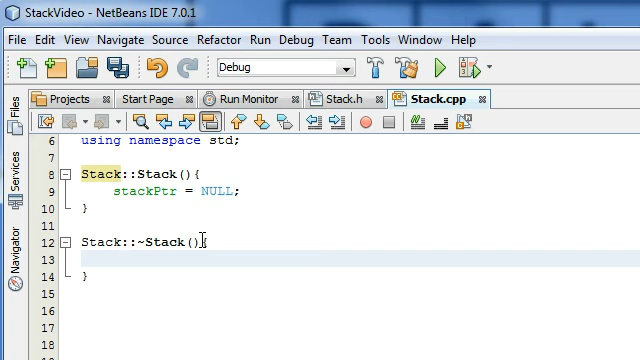 StackVideo - NetBeans IDE 7.0.1
File Edit View Navigate Source Refactor Run Debug Team Tools Window Help
Debug
Projects Start Page Run Monitor Stack.h Stack.cpp
Files
Services
Navigator
6 using namespace std;
7
8 Stack::Stack(){
9 stackPtr = NULL;
10 }
11
12 Stack::~Stack(){
13
14 }
15
16
17
18